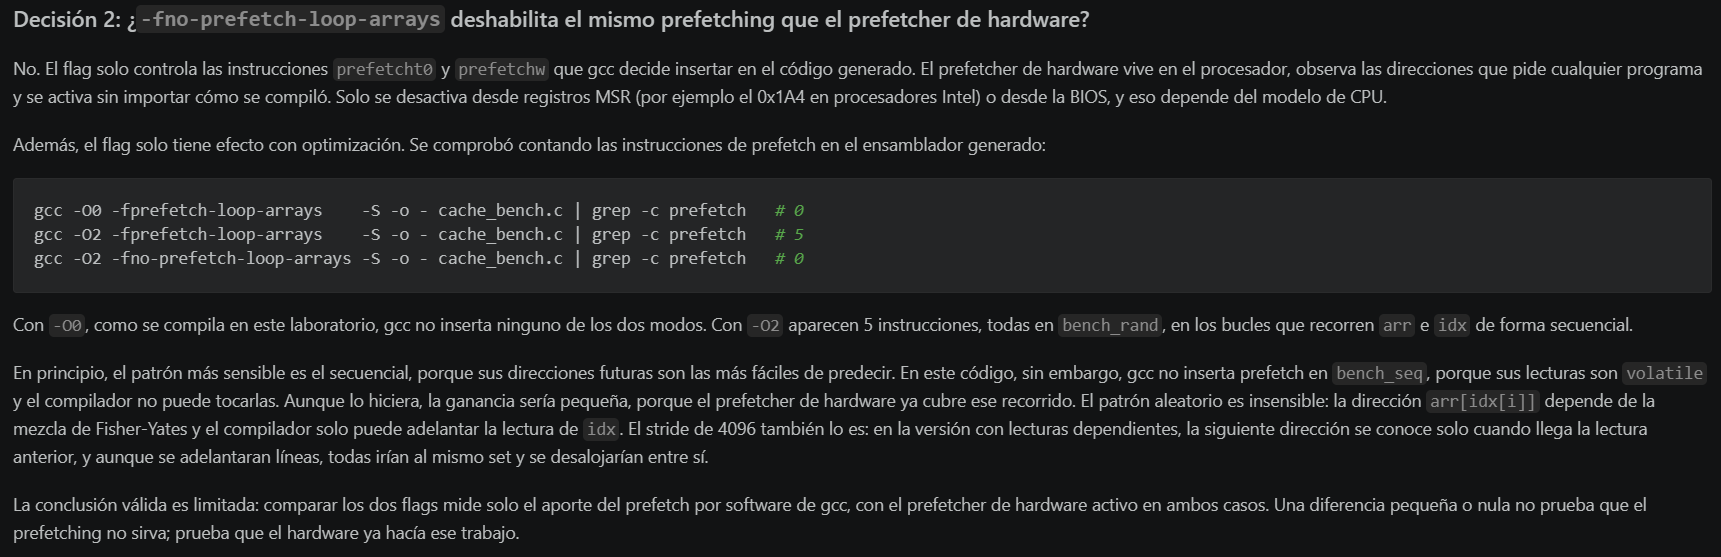 Decisión 2: ¿-fno-prefetch-loop-arrays deshabilita el mismo prefetching que el prefetcher de hardware?
No. El flag solo controla las instrucciones prefetcht0 y prefetchw que gcc decide insertar en el código generado. El prefetcher de hardware vive en el procesador, observa las direcciones que pide cualquier programa
y se activa sin importar cómo se compiló. Solo se desactiva desde registros MSR (por ejemplo el 0x1A4 en procesadores Intel) o desde la BIOS, y eso depende del modelo de CPU.
Además, el flag solo tiene efecto con optimización. Se comprobó contando las instrucciones de prefetch en el ensamblador generado:
gcc -O0 -fprefetch-loop-arrays    -S -o - cache_bench.c | grep -c prefetch   # 0
gcc -O2 -fprefetch-loop-arrays    -S -o - cache_bench.c | grep -c prefetch   # 5
gcc -O2 -fno-prefetch-loop-arrays -S -o - cache_bench.c | grep -c prefetch   # 0
Con -O0, como se compila en este laboratorio, gcc no inserta ninguno de los dos modos. Con -O2 aparecen 5 instrucciones, todas en bench_rand, en los bucles que recorren arr e idx de forma secuencial.
En principio, el patrón más sensible es el secuencial, porque sus direcciones futuras son las más fáciles de predecir. En este código, sin embargo, gcc no inserta prefetch en bench_seq, porque sus lecturas son volatile
y el compilador no puede tocarlas. Aunque lo hiciera, la ganancia sería pequeña, porque el prefetcher de hardware ya cubre ese recorrido. El patrón aleatorio es insensible: la dirección arr[idx[i]] depende de la
mezcla de Fisher-Yates y el compilador solo puede adelantar la lectura de idx. El stride de 4096 también lo es: en la versión con lecturas dependientes, la siguiente dirección se conoce solo cuando llega la lectura
anterior, y aunque se adelantaran líneas, todas irían al mismo set y se desalojarían entre sí.
La conclusión válida es limitada: comparar los dos flags mide solo el aporte del prefetch por software de gcc, con el prefetcher de hardware activo en ambos casos. Una diferencia pequeña o nula no prueba que el
prefetching no sirva; prueba que el hardware ya hacía ese trabajo.